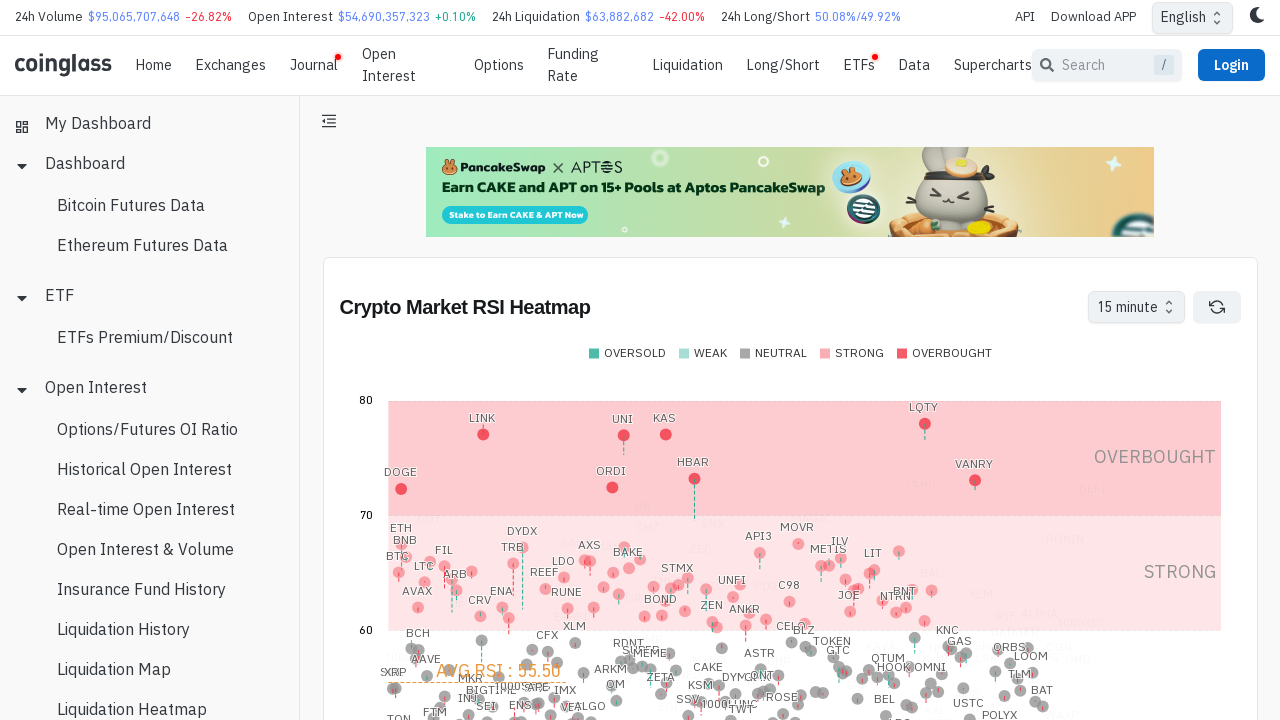 24h Volume $95,065,707,648 -26.82% Open Interest $54,690,357,323 +0.10% 24h Liquidation $63,882,682 -42.00% 24h Long/Short 50.08%/49.92% API Download APP English
coinglass Home Exchanges Journal Open Interest Options Funding Rate Liquidation Long/Short ETFs Data Supercharts Search / Login
My Dashboard
Dashboard
Bitcoin Futures Data
Ethereum Futures Data
ETF
ETFs Premium/Discount
Open Interest
Options/Futures OI Ratio
Historical Open Interest
Real-time Open Interest
Open Interest & Volume
Insurance Fund History
Liquidation History
Liquidation Map
Liquidation Heatmap
PancakeSwap × APTOS
Earn CAKE and APT on 15+ Pools at Aptos PancakeSwap
Stake to Earn CAKE & APT Now
Crypto Market RSI Heatmap 15 minute
OVERSOLD WEAK NEUTRAL STRONG OVERBOUGHT
80
LQTY
LINK UNI KAS
OVERBOUGHT
HBAR VANRY
DOGE ORDI
70
ETH DYDX MOVR
BNB API3 ILV
BTC FIL TRB AXS BAKE METIS LIT
LTC LDO STMX STRONG
ARB REEF UNFI C98
AVAX ENA RUNE JOE NTRN BNT
CRV BOND ZEN ANKR
60
BCH CFX XLM CELO BLZ KNC
RDNT TOKEN GAS
AAVE MEME ASTR GTC ORBS
AVG RSI : 55.50 ARKM CAKE QTUM HOOK OMNI LOOM
SXP MKR ZETA ONT TLM
BIGTIME APE IMX QM KSM BAT
INJ SSV ROSE BEL USTC
SEI ENS ALGO TWT
TON FTM POLYX